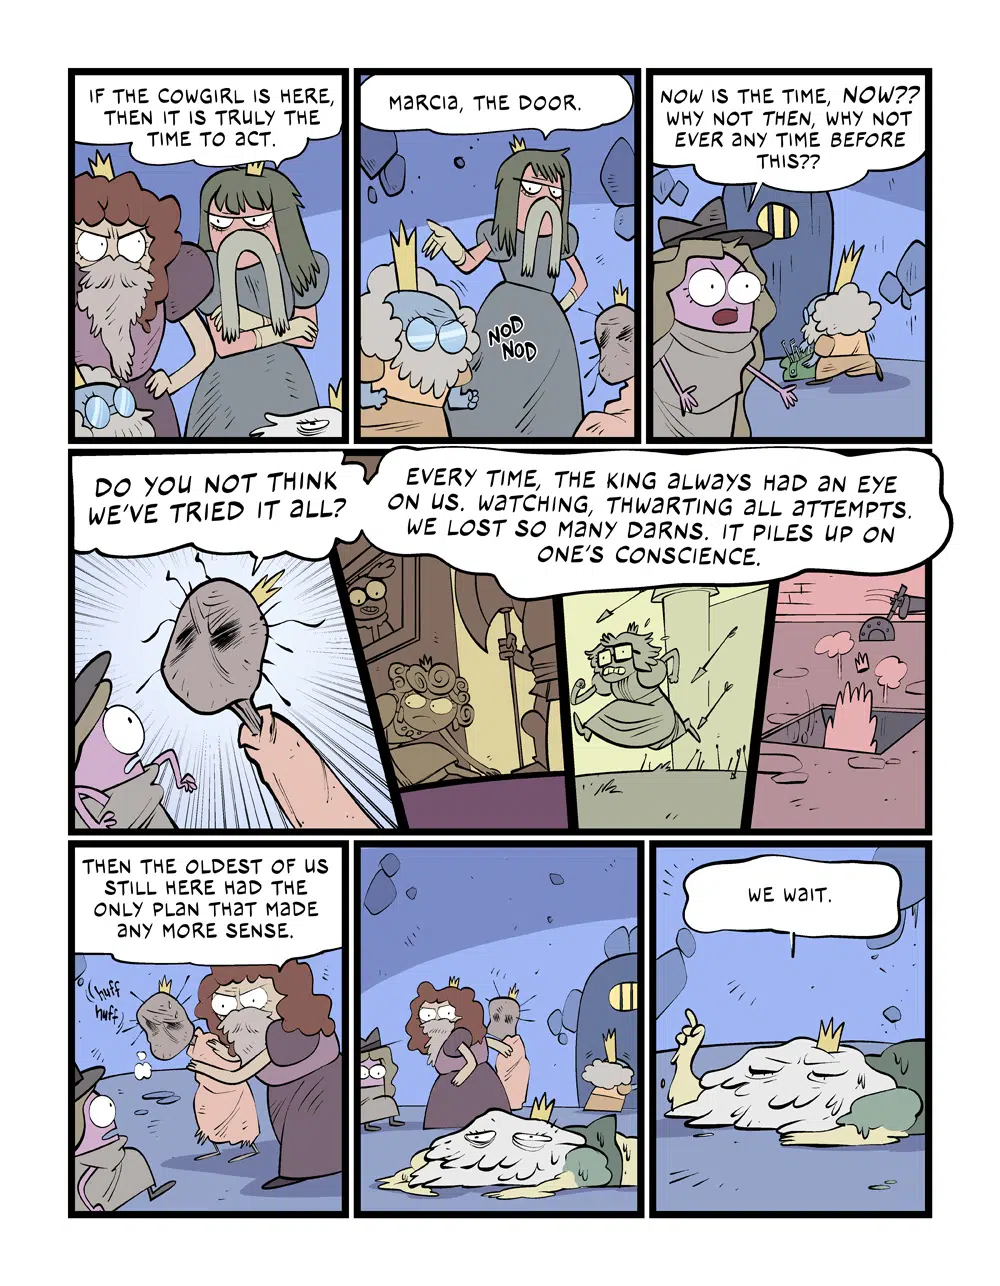 IF THE COWGIRL IS HERE,
THEN IT IS TRULY THE
TIME TO ACT.
MARCIA, THE DOOR.
NOD
NOD
NOW IS THE TIME, NOW??
WHY NOT THEN, WHY NOT
EVER ANY TIME BEFORE
THIS??
DO YOU NOT THINK
WE'VE TRIED IT ALL?
EVERY TIME, THE KING ALWAYS HAD AN EYE
ON US. WATCHING, THWARTING ALL ATTEMPTS.
WE LOST SO MANY DARNS. IT PILES UP ON
ONE'S CONSCIENCE.
THEN THE OLDEST OF US
STILL HERE HAD THE
ONLY PLAN THAT MADE
ANY MORE SENSE.
huff
huff
WE WAIT.